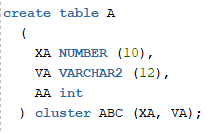 create table A
(
XA NUMBER (10),
VA VARCHAR2 (12),
AA int
) cluster ABC (XA, VA);